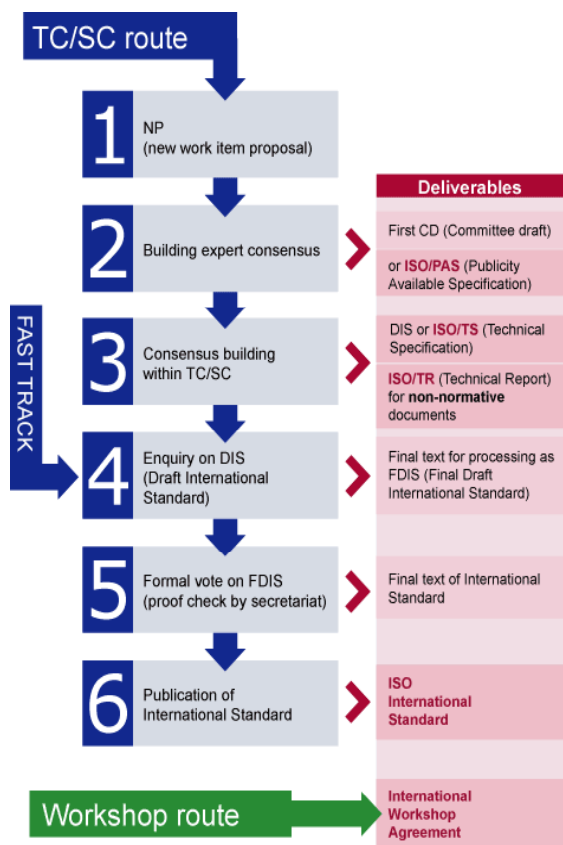 TC/SC route
1
NP
(new work item proposal)
Deliverables
2
Building expert consensus
First CD (Committee draft)
or ISO/PAS (Publicity
Available Specification)
FAST TRACK
3
Consensus building
within TC/SC
DIS or ISO/TS (Technical
Specification)
ISO/TR (Technical Report)
for non-normative
documents
4
Enquiry on DIS
(Draft International
Standard)
Final text for processing as
FDIS (Final Draft
International Standard)
5
Formal vote on FDIS
(proof check by secretariat)
Final text of International
Standard
6
Publication of
International Standard
ISO
International
Standard
Workshop route
International
Workshop
Agreement